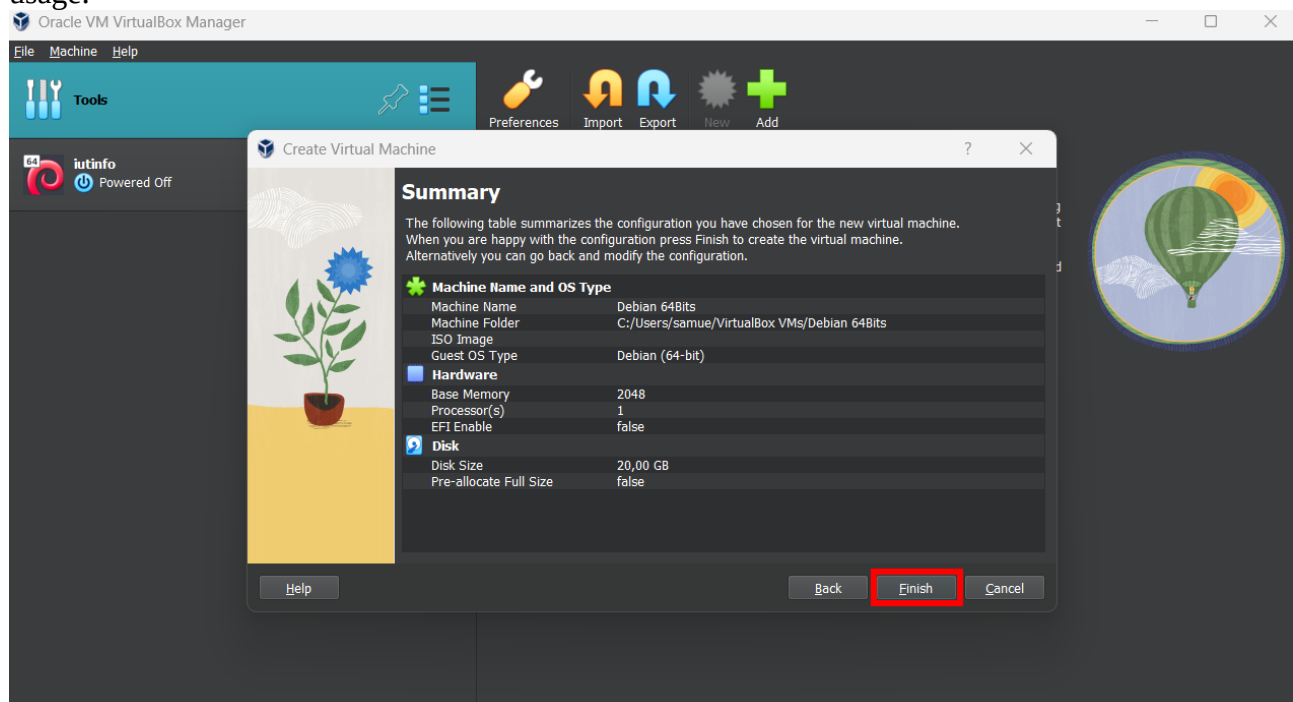 usage.
Oracle VM VirtualBox Manager
File Machine Help
Tools
Preferences Import Export New Add
64
iutinfo
Powered Off
Create Virtual Machine
?
Summary
The following table summarizes the configuration you have chosen for the new virtual machine.
When you are happy with the configuration press Finish to create the virtual machine.
Alternatively you can go back and modify the configuration.
Machine Name and OS Type
Machine Name Debian 64Bits
Machine Folder C:/Users/samue/VirtualBox VMs/Debian 64Bits
ISO Image
Guest OS Type Debian (64-bit)
Hardware
Base Memory 2048
Processor(s) 1
EFI Enable false
Disk
Disk Size 20,00 GB
Pre-allocate Full Size false
Help Back Finish Cancel